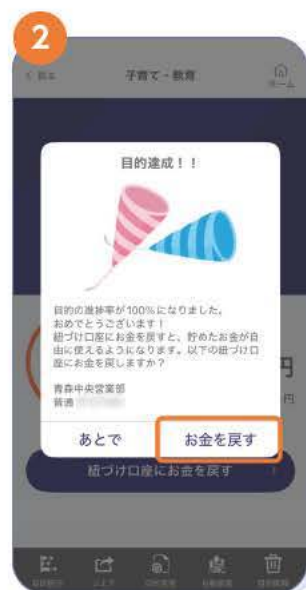 2
子育て・教育
目的達成！！
目的の進捗率が100%になりました。
おめでとうございます！
紐づけ口座にお金を戻すと、貯めたお金が自
由に使えるようになります。以下の紐づけ口
座にお金を戻しますか？
青森中央営業部
普通
あとで
お金を戻す
円
円
紐づけ口座にお金を戻す